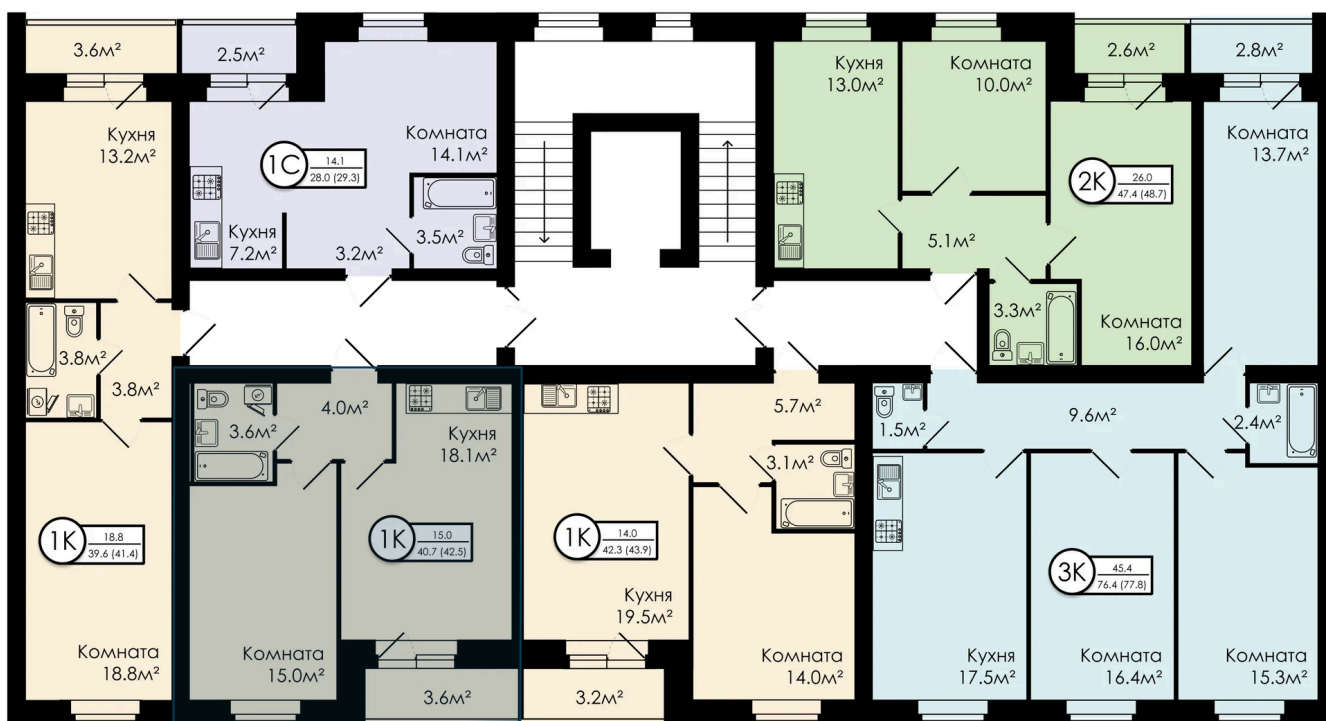 3.6м²
2.5м²
2.6м²
2.8м²
Кухня
13.2м²
Комната
14.1м²
1С
14.1
28.0 (29.3)
Кухня
7.2м²
3.2м²
3.5м²
Кухня
13.0м²
Комната
10.0м²
5.1м²
3.3м²
2К
26.0
47.4 (48.7)
Комната
16.0м²
Комната
13.7м²
3.8м²
3.8м²
1К
18.8
39.6 (41.4)
Комната
18.8м²
3.6м²
4.0м²
Кухня
18.1м²
1К
15.0
40.7 (42.5)
Комната
15.0м²
3.6м²
5.7м²
3.1м²
1К
14.0
42.3 (43.9)
Кухня
19.5м²
Комната
14.0м²
3.2м²
1.5м²
9.6м²
2.4м²
3К
45.4
76.4 (77.8)
Кухня
17.5м²
Комната
16.4м²
Комната
15.3м²